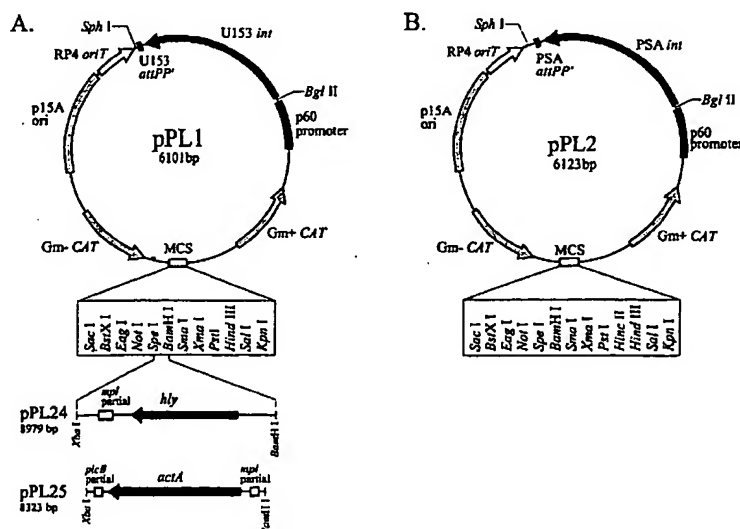 A.
Sph I
U153 int
RP4 oriT
U153
attPP'
Bgl II
p15A
ori
p60
promoter
pPL1
6101bp
Gm- CAT
MCS
Gm+ CAT
Sac I
BstX I
Eag I
Not I
Spe I
BamH I
Sma I
Xma I
Pst I
Hind III
Sal I
Kpn I
mpl
partial
hly
pPL24
8979 bp
Xba I
BamH I
plcB
partial
actA
mpl
partial
pPL25
8323 bp
Xba I
B.
Sph I
PSA int
RP4 oriT
PSA
attPP'
Bgl II
p15A
ori
p60
promoter
pPL2
6123bp
Gm- CAT
MCS
Gm+ CAT
Sac I
BstX I
Eag I
Not I
Spe I
BamH I
Sma I
Xma I
Pst I
Hinc II
Hind III
Sal I
Kpn I